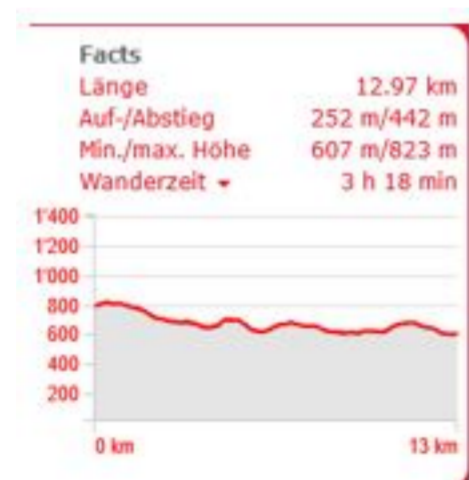 Facts
Länge 12.97 km
Auf-/Abstieg 252 m/442 m
Min./max. Höhe 607 m/823 m
Wanderzeit 3 h 18 min
1'400
1'200
1'000
800
600
400
200
0 km 13 km